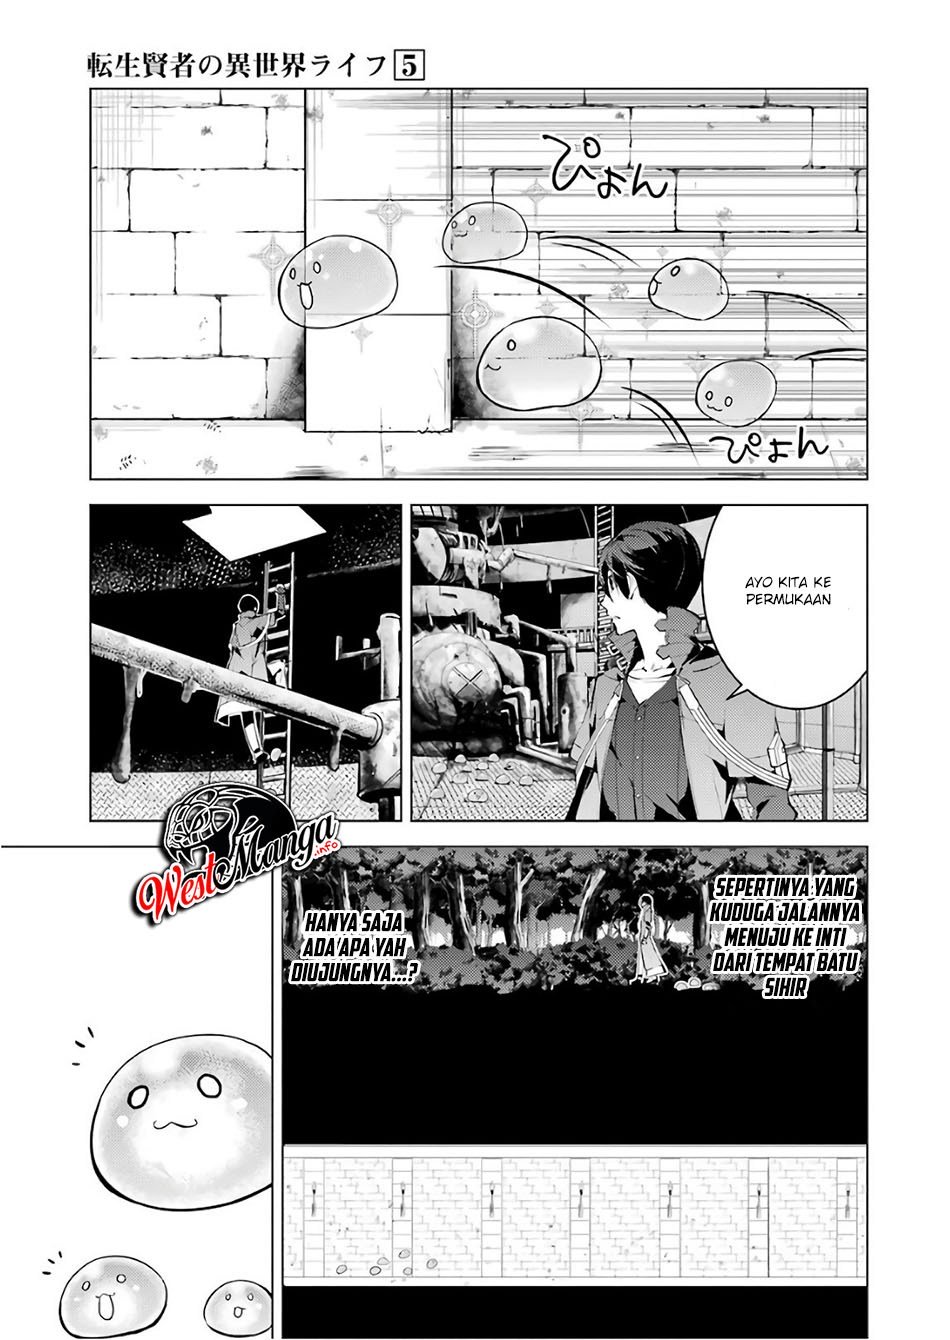 転生賢者の異世界ライフ 5
ぴょん
ぴょん
AYO KITA KE
PERMUKAAN
WestManga
.info
SEPERTINYA YANG
KUDUGA JALANNYA
MENUJU KE INTI
DARI TEMPAT BATU
SIHIR
HANYA SAJA
ADA APA YAH
DIUJUNGNYA...?